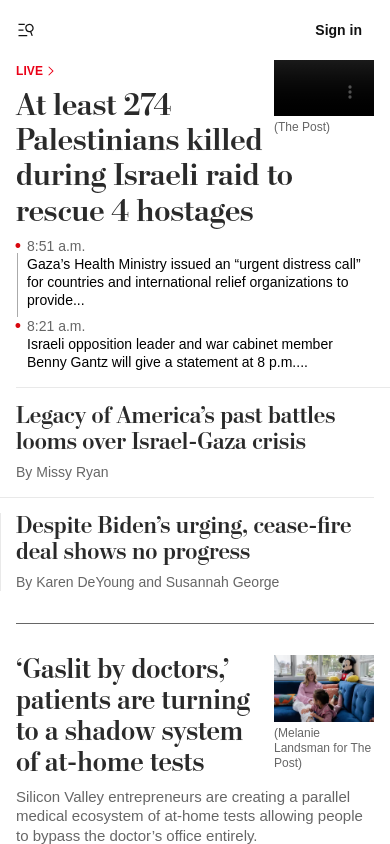 Sign in
LIVE
At least 274
Palestinians killed
during Israeli raid to
rescue 4 hostages
(The Post)
8:51 a.m.
Gaza’s Health Ministry issued an “urgent distress call”
for countries and international relief organizations to
provide...
8:21 a.m.
Israeli opposition leader and war cabinet member
Benny Gantz will give a statement at 8 p.m....
Legacy of America’s past battles
looms over Israel-Gaza crisis
By Missy Ryan
Despite Biden’s urging, cease-fire
deal shows no progress
By Karen DeYoung and Susannah George
‘Gaslit by doctors,’
patients are turning
to a shadow system
of at-home tests
(Melanie
Landsman for The
Post)
Silicon Valley entrepreneurs are creating a parallel
medical ecosystem of at-home tests allowing people
to bypass the doctor’s office entirely.